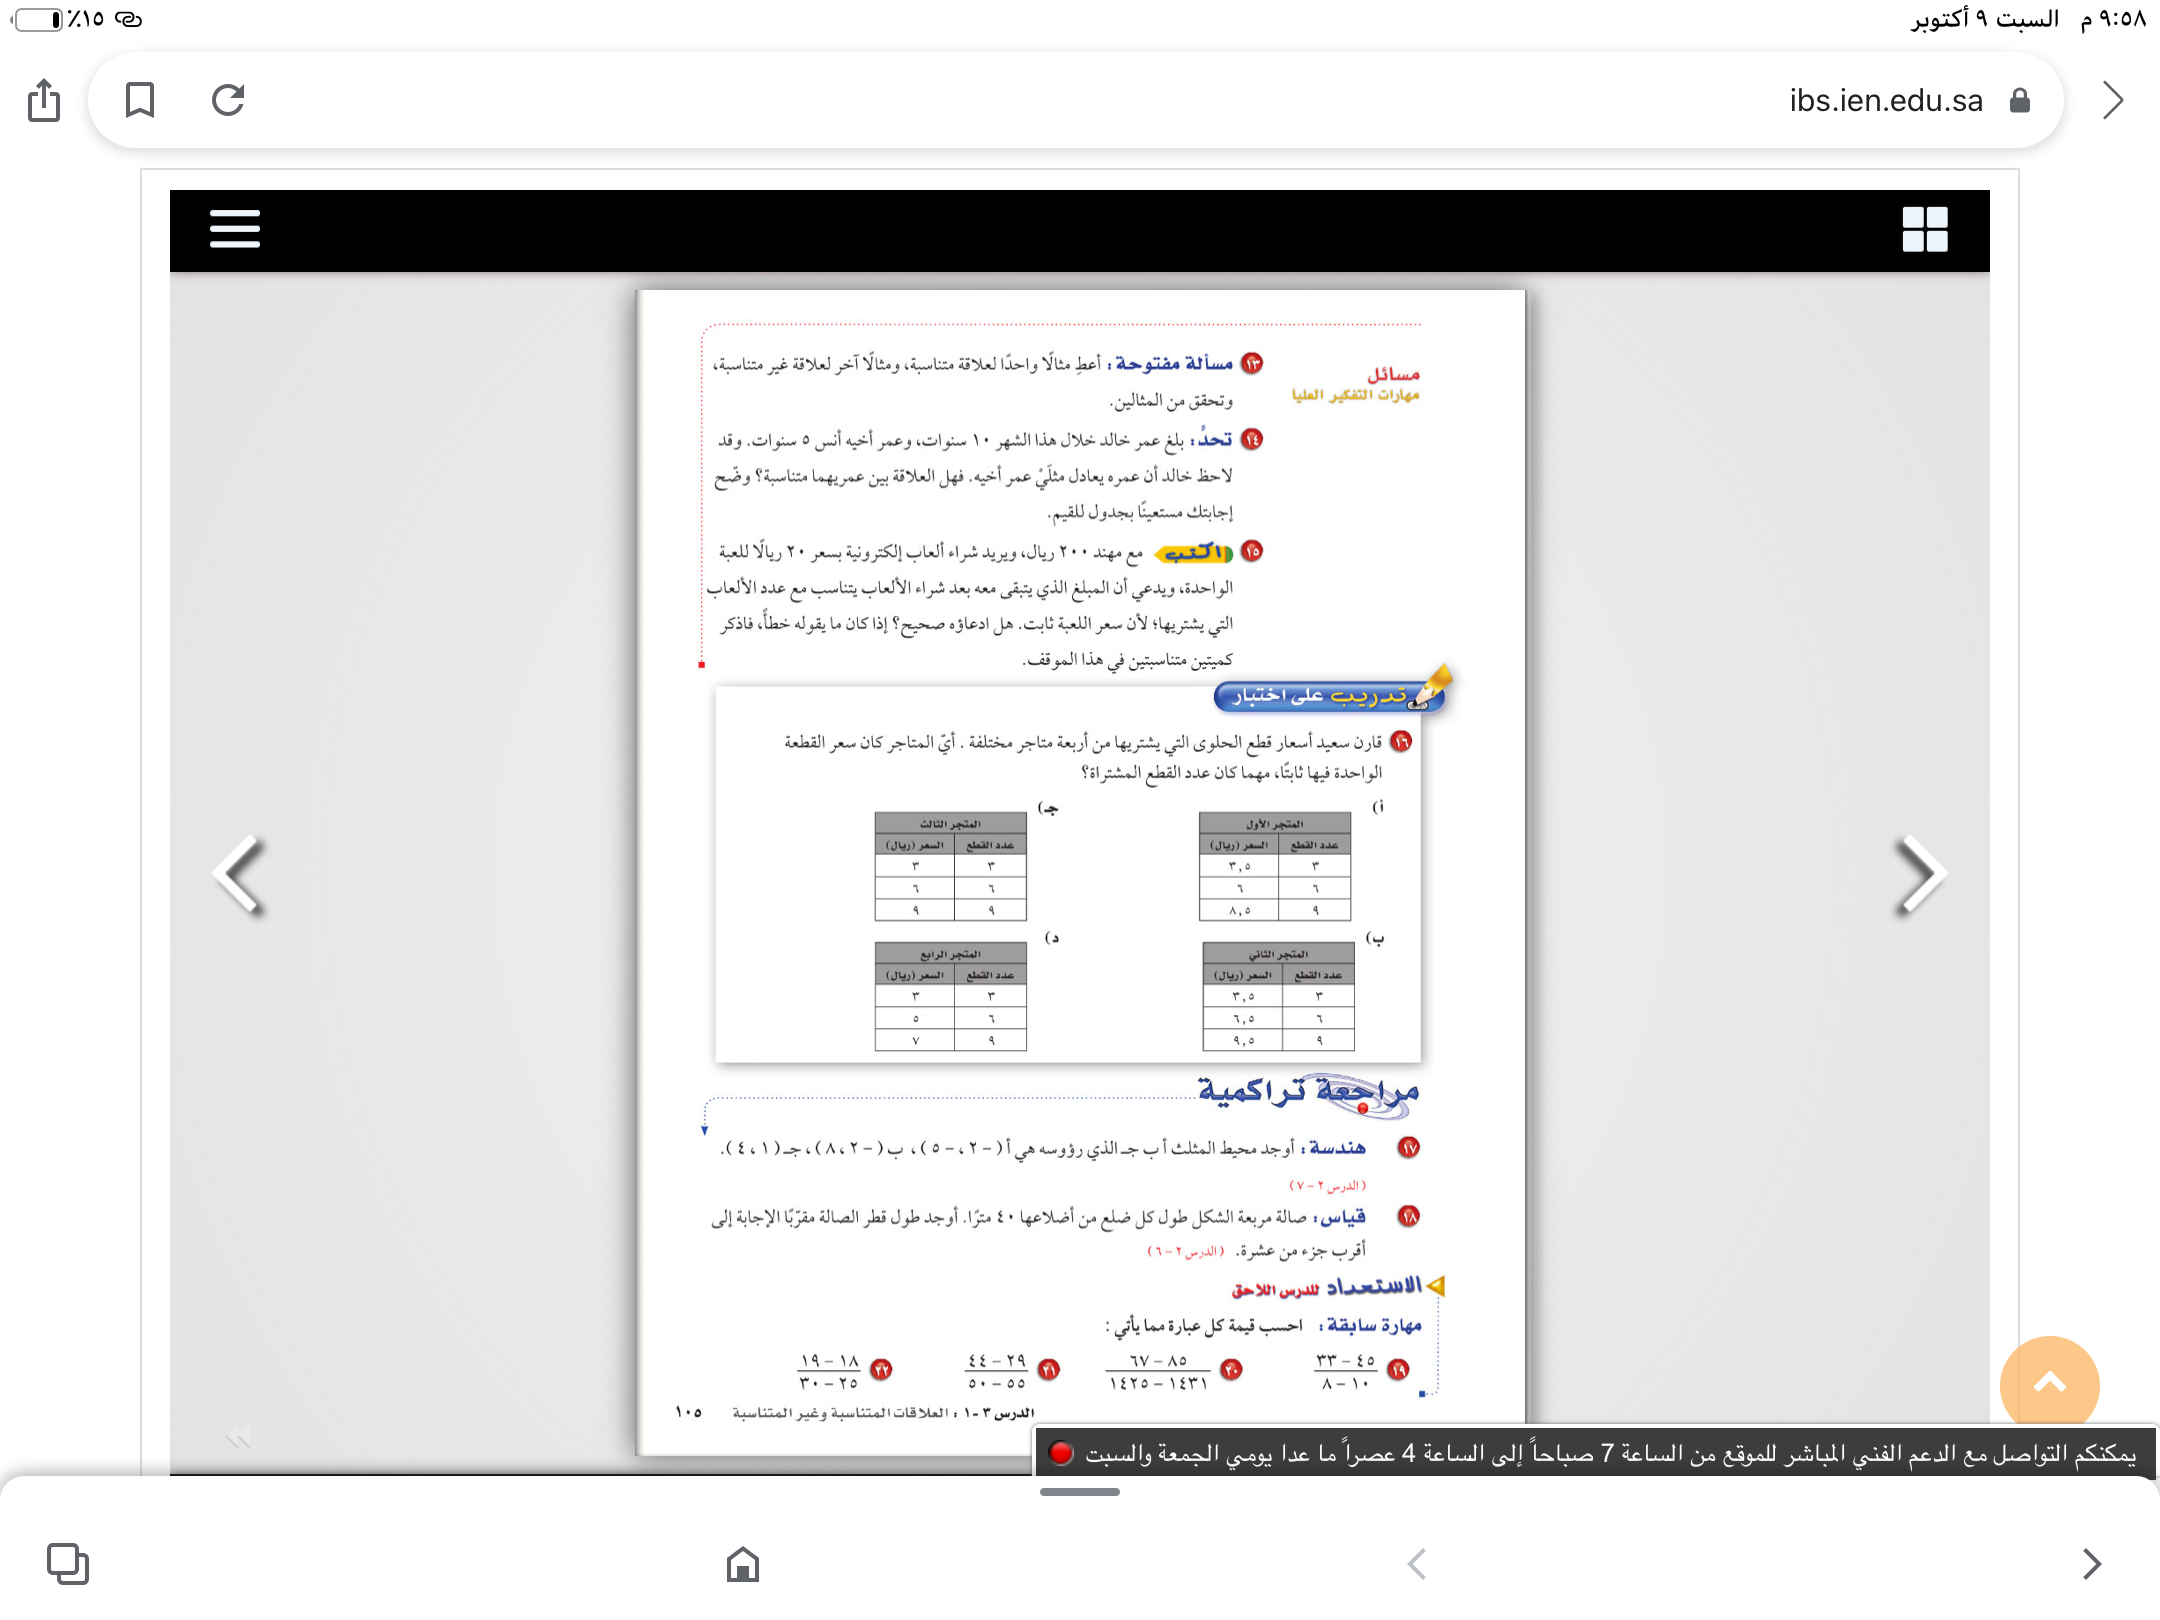 ٩:٥٨ م السبت ٩ أكتوبر
٪١٥
ibs.ien.edu.sa
مسائل
مهارات التفكير العليا
١٣ مسألة مفتوحة: أعطِ مثالًا واحدًا لعلاقة متناسبة، ومثالًا آخر لعلاقة غير متناسبة،
وتحقق من المثالين.
١٤ تحدٍّ: بلغ عمر خالد خلال هذا الشهر ١٠ سنوات، وعمر أخيه أنس ٥ سنوات. وقد
لاحظ خالد أن عمره يعادل مثلَيْ عمر أخيه. فهل العلاقة بين عمريهما متناسبة؟ وضّح
إجابتك مستعينًا بجدول للقيم.
١٥ اكتب مع مهند ٢٠٠ ريال، ويريد شراء ألعاب إلكترونية بسعر ٢٠ ريالًا للعبة
الواحدة، ويدعي أن المبلغ الذي يتبقى معه بعد شراء الألعاب يتناسب مع عدد الألعاب
التي يشتريها؛ لأن سعر اللعبة ثابت. هل ادعاؤه صحيح؟ إذا كان ما يقوله خطأً، فاذكر
كميتين متناسبتين في هذا الموقف.
تدريب على اختبار
١٦ قارن سعيد أسعار قطع الحلوى التي يشتريها من أربعة متاجر مختلفة . أيّ المتاجر كان سعر القطعة
الواحدة فيها ثابتًا، مهما كان عدد القطع المشتراة؟
أ)
المتجر الأول
عدد القطع السعر (ريال)
٣ ٣,٥
٦ ٦
٩ ٨,٥
جـ)
المتجر الثالث
عدد القطع السعر (ريال)
٣ ٣
٦ ٦
٩ ٩
ب)
المتجر الثاني
عدد القطع السعر (ريال)
٣ ٣,٥
٦ ٦,٥
٩ ٩,٥
د)
المتجر الرابع
عدد القطع السعر (ريال)
٣ ٣
٦ ٥
٩ ٧
مراجعة تراكمية
١٧ هندسة: أوجد محيط المثلث أ ب جـ الذي رؤوسه هي أ (-٢، -٥)، ب (-٢، ٨)، جـ (١، ٤).
(الدرس ٢ - ٧)
١٨ قياس: صالة مربعة الشكل طول كل ضلع من أضلاعها ٤٠ مترًا. أوجد طول قطر الصالة مقرّبًا الإجابة إلى
أقرب جزء من عشرة. (الدرس ٢ - ٦)
الاستعداد للدرس اللاحق
مهارة سابقة: احسب قيمة كل عبارة مما يأتي:
١٩ ٤٥ - ٣٣ ٢٠ ٨٥ - ٦٧ ٢١ ٢٩ - ٤٤ ٢٢ ١٨ - ١٩
١٠ - ٨ ١٤٣١ - ١٤٢٥ ٥٥ - ٥٠ ٢٥ - ٣٠
الدرس ٣ - ١ : العلاقات المتناسبة وغير المتناسبة ١٠٥
يمكنكم التواصل مع الدعم الفني المباشر للموقع من الساعة 7 صباحاً إلى الساعة 4 عصراً ما عدا يومي الجمعة والسبت